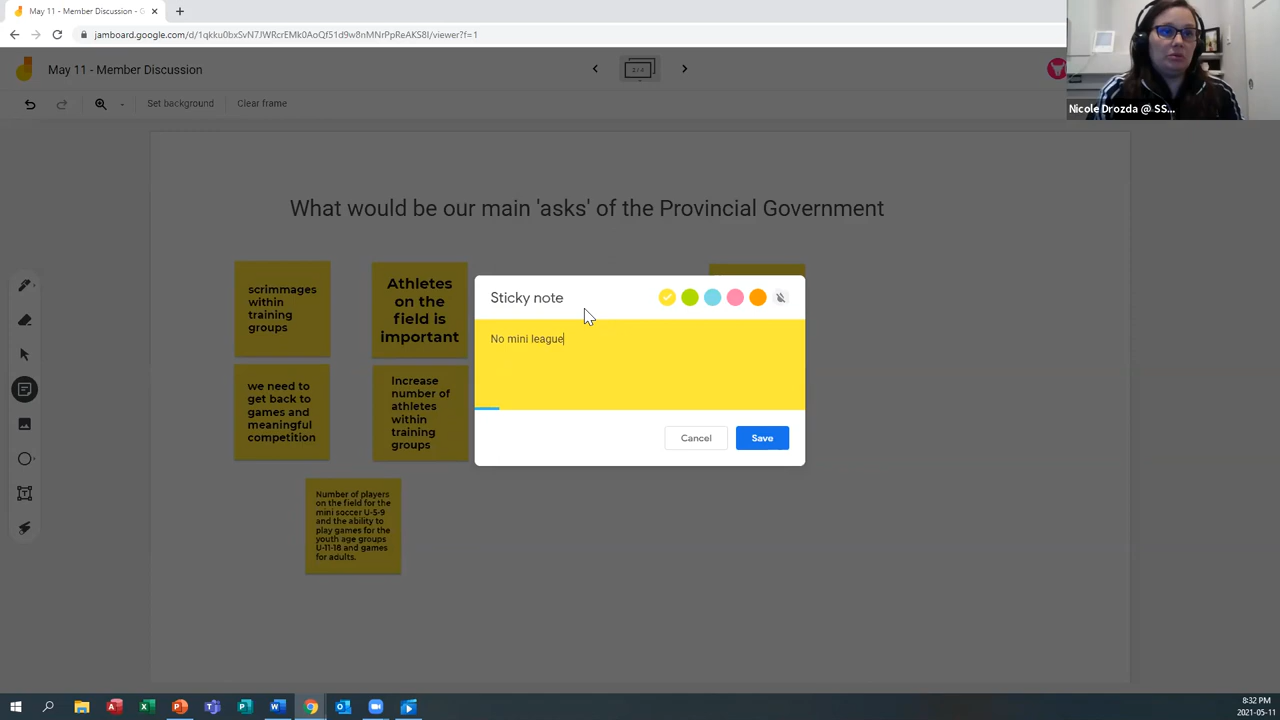 May 11 - Member Discussion - G
jamboard.google.com/d/1qkku0bxSvN7JWRcrEMk0AoQf51d9w8nMNrPpReAKS8I/viewer?f=1
May 11 - Member Discussion
2 / 4
Nicole Drozda @ SS...
Set background
Clear frame
What would be our main 'asks' of the Provincial Government
scrimmages
within
training
groups
Athletes
on the
field is
important
we need to
get back to
games and
meaningful
competition
Increase
number of
athletes
within
training
groups
Number of players
on the field for the
mini soccer U-5-9
and the ability to
play games for the
youth age groups
U-11-18 and games
for adults.
Sticky note
No mini league
Cancel
Save
8:32 PM
2021-05-11